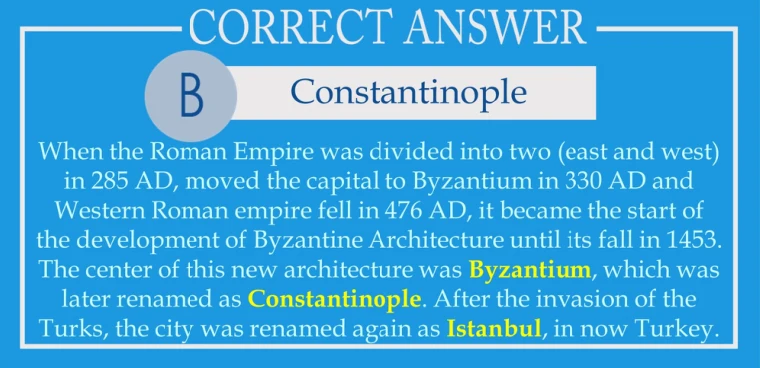 CORRECT ANSWER
B
Constantinople
When the Roman Empire was divided into two (east and west)
in 285 AD, moved the capital to Byzantium in 330 AD and
Western Roman empire fell in 476 AD, it became the start of
the development of Byzantine Architecture until its fall in 1453.
The center of this new architecture was Byzantium, which was
later renamed as Constantinople. After the invasion of the
Turks, the city was renamed again as Istanbul, in now Turkey.